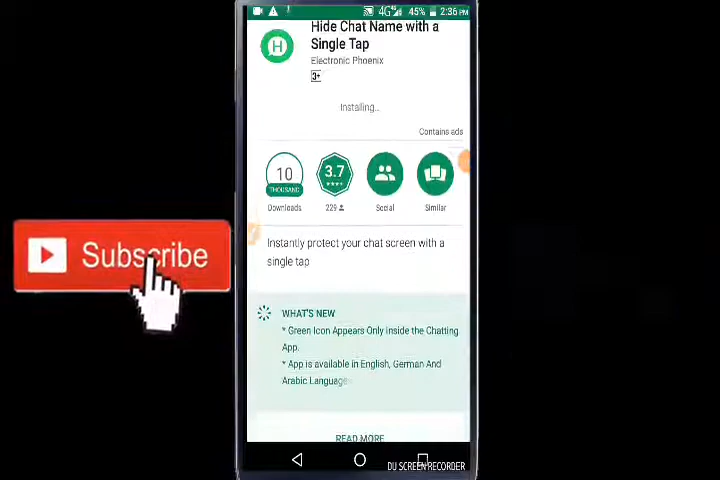 4G 45% 2:36 PM
Hide Chat Name with a
Single Tap
Electronic Phoenix
3+
Installing...
Contains ads
10
THOUSAND
3.7
Downloads
229
Social
Similar
Subscribe
Instantly protect your chat screen with a
single tap
WHAT'S NEW
* Green Icon Appears Only inside the Chatting
App.
* App is available in English, German And
Arabic Language
READ MORE
DU SCREEN RECORDER